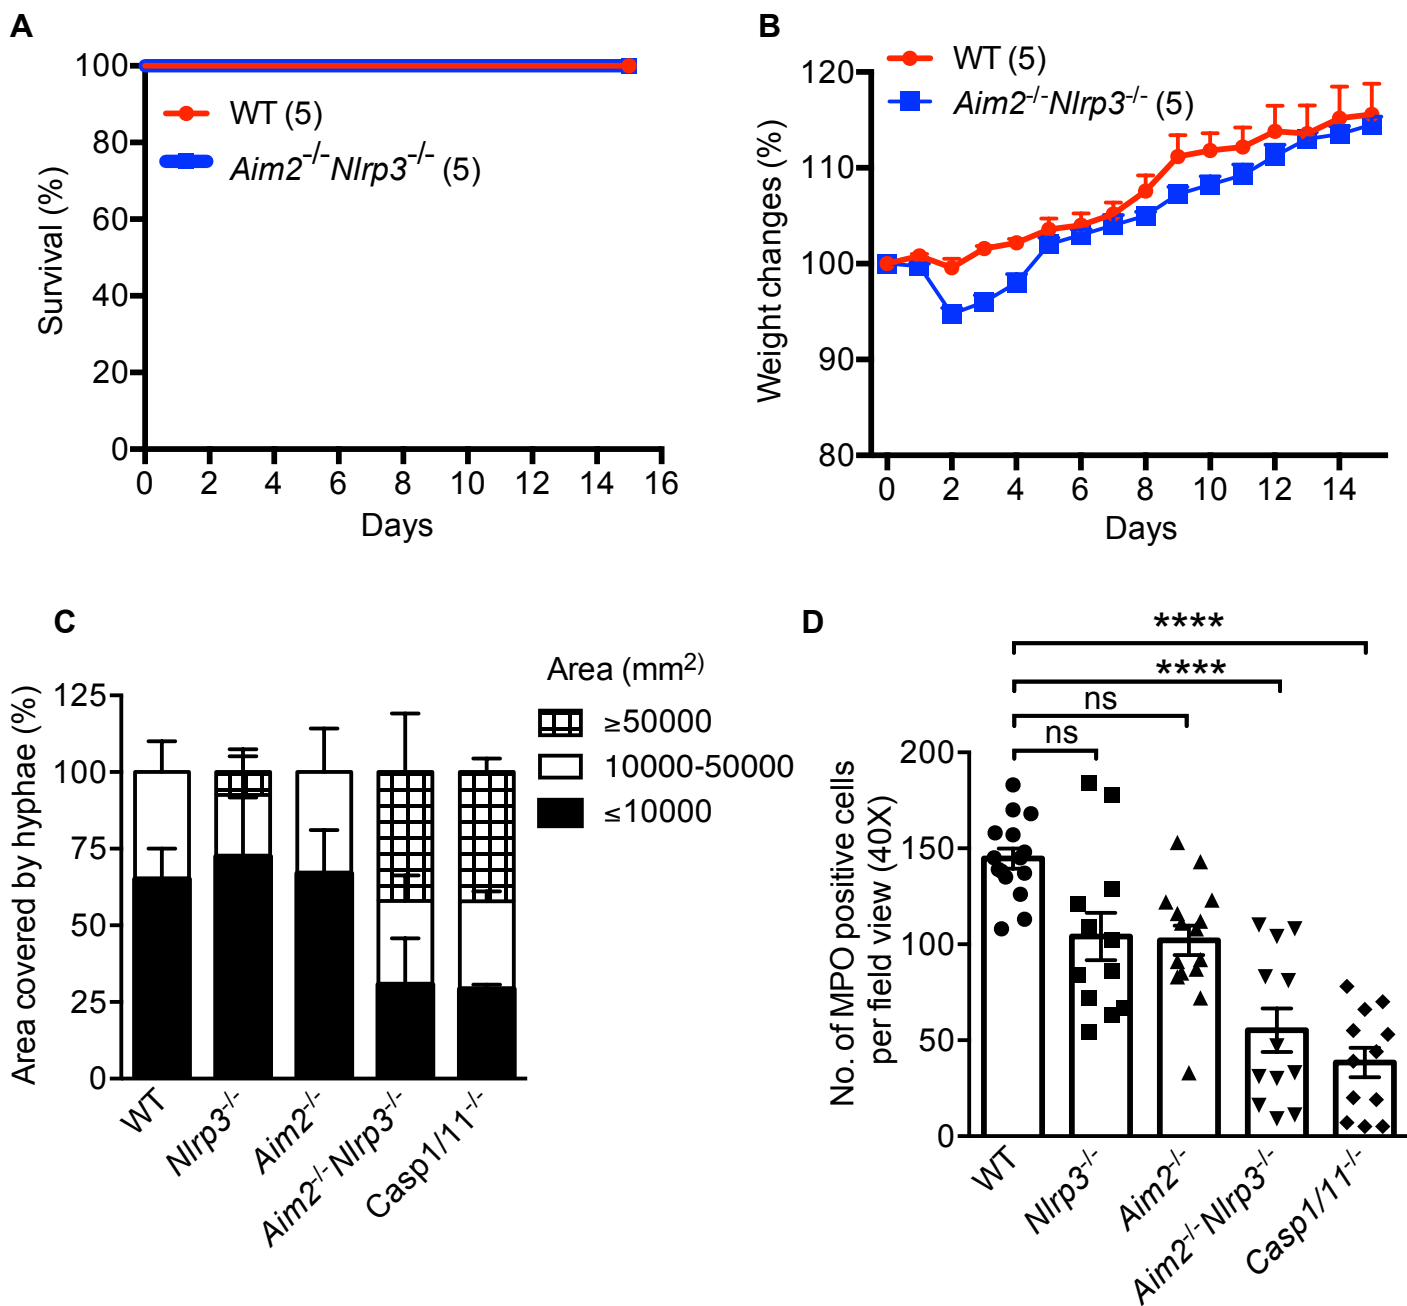 A
100
80
60
40
20
0
Survival (%)
WT (5)
Aim2-/-Nlrp3-/- (5)
0 2 4 6 8 10 12 14 16
Days
B
WT (5)
Aim2-/-Nlrp3-/- (5)
120
110
100
90
80
Weight changes (%)
0 2 4 6 8 10 12 14
Days
C
Area (mm2)
≥50000
10000-50000
≤10000
125
100
75
50
25
0
Area covered by hyphae (%)
WT
Nlrp3-/-
Aim2-/-
Aim2-/-Nlrp3-/-
Casp1/11-/-
D
****
****
ns
ns
200
150
100
50
0
No. of MPO positive cells
per field view (40X)
WT
Nlrp3-/-
Aim2-/-
Aim2-/-Nlrp3-/-
Casp1/11-/-